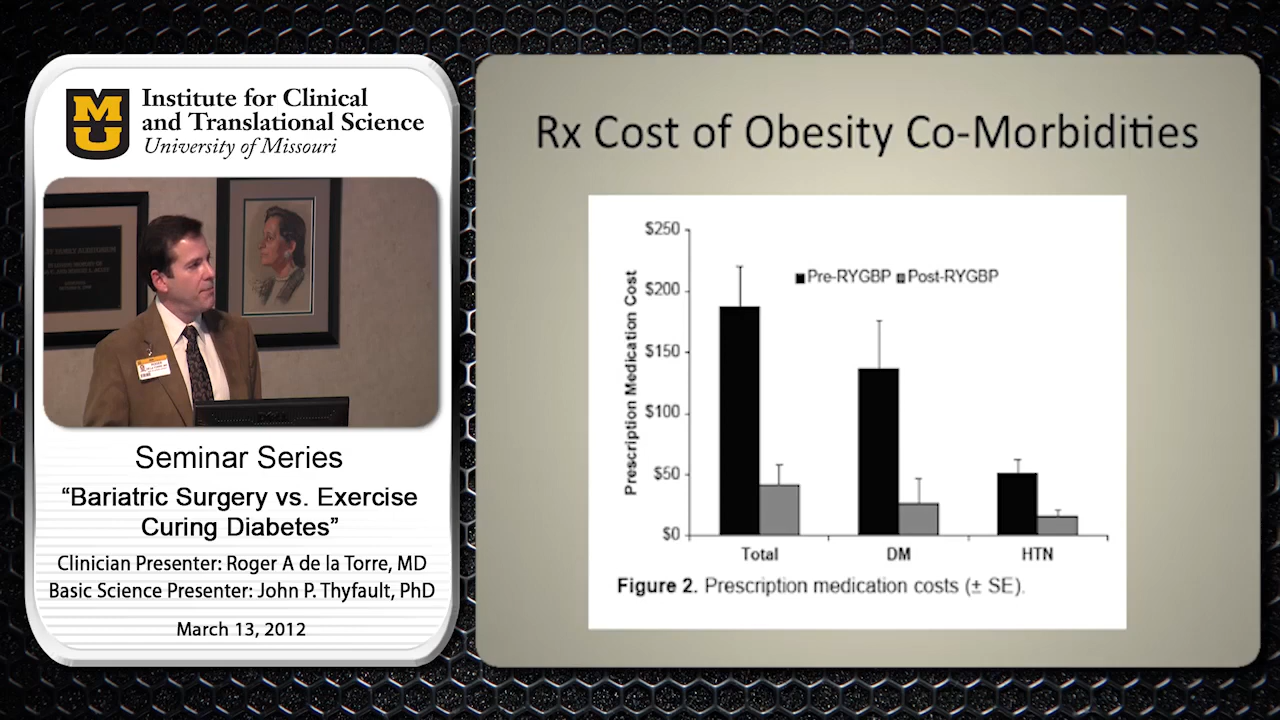 MU
Institute for Clinical
and Translational Science
University of Missouri
Seminar Series
“Bariatric Surgery vs. Exercise
Curing Diabetes”
Clinician Presenter: Roger A de la Torre, MD
Basic Science Presenter: John P. Thyfault, PhD
March 13, 2012
Rx Cost of Obesity Co-Morbidities
Prescription Medication Cost
$250
$200
$150
$100
$50
$0
Pre-RYGBP Post-RYGBP
Total DM HTN
Figure 2. Prescription medication costs (± SE).